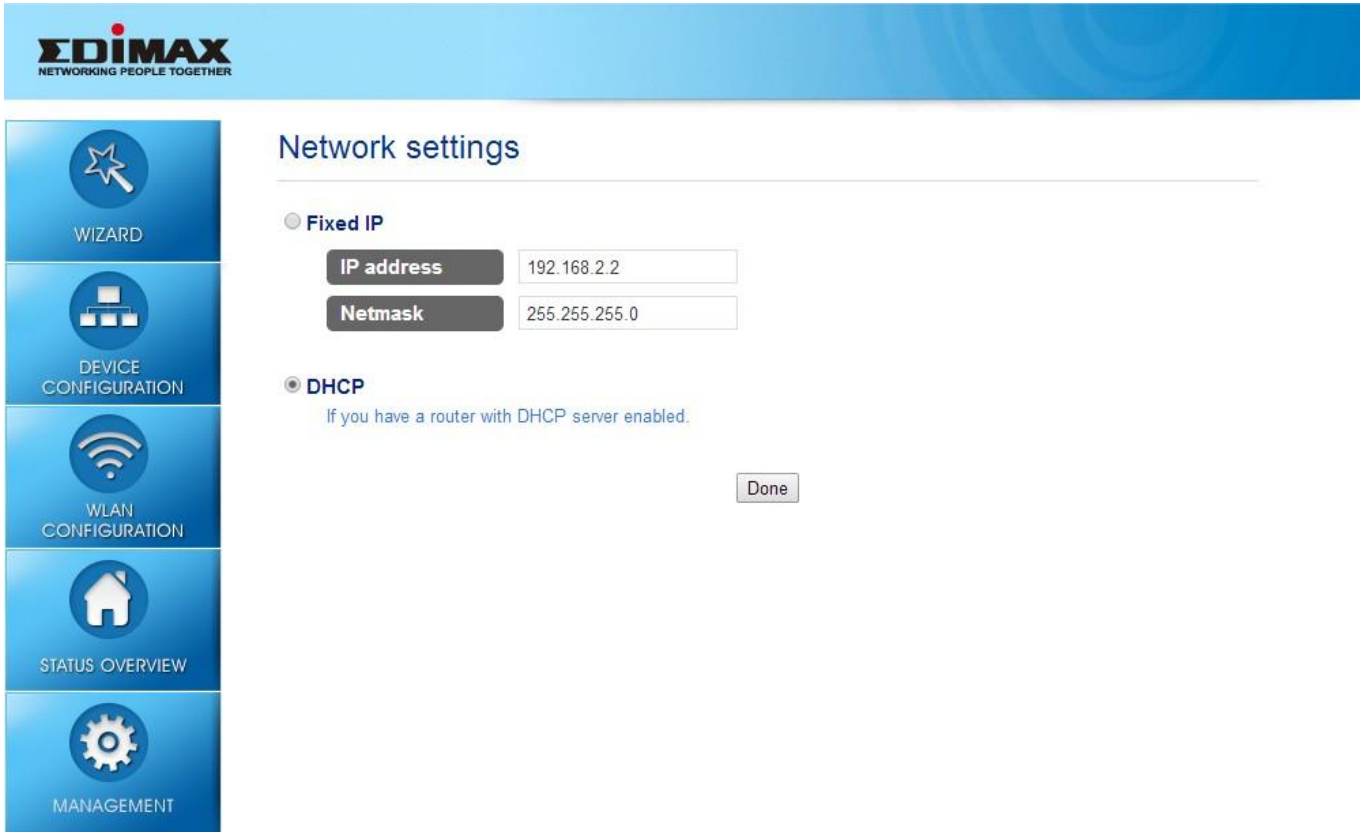 EDIMAX
NETWORKING PEOPLE TOGETHER
WIZARD
DEVICE
CONFIGURATION
WLAN
CONFIGURATION
STATUS OVERVIEW
MANAGEMENT
Network settings
Fixed IP
IP address 192.168.2.2
Netmask 255.255.255.0
DHCP
If you have a router with DHCP server enabled.
Done